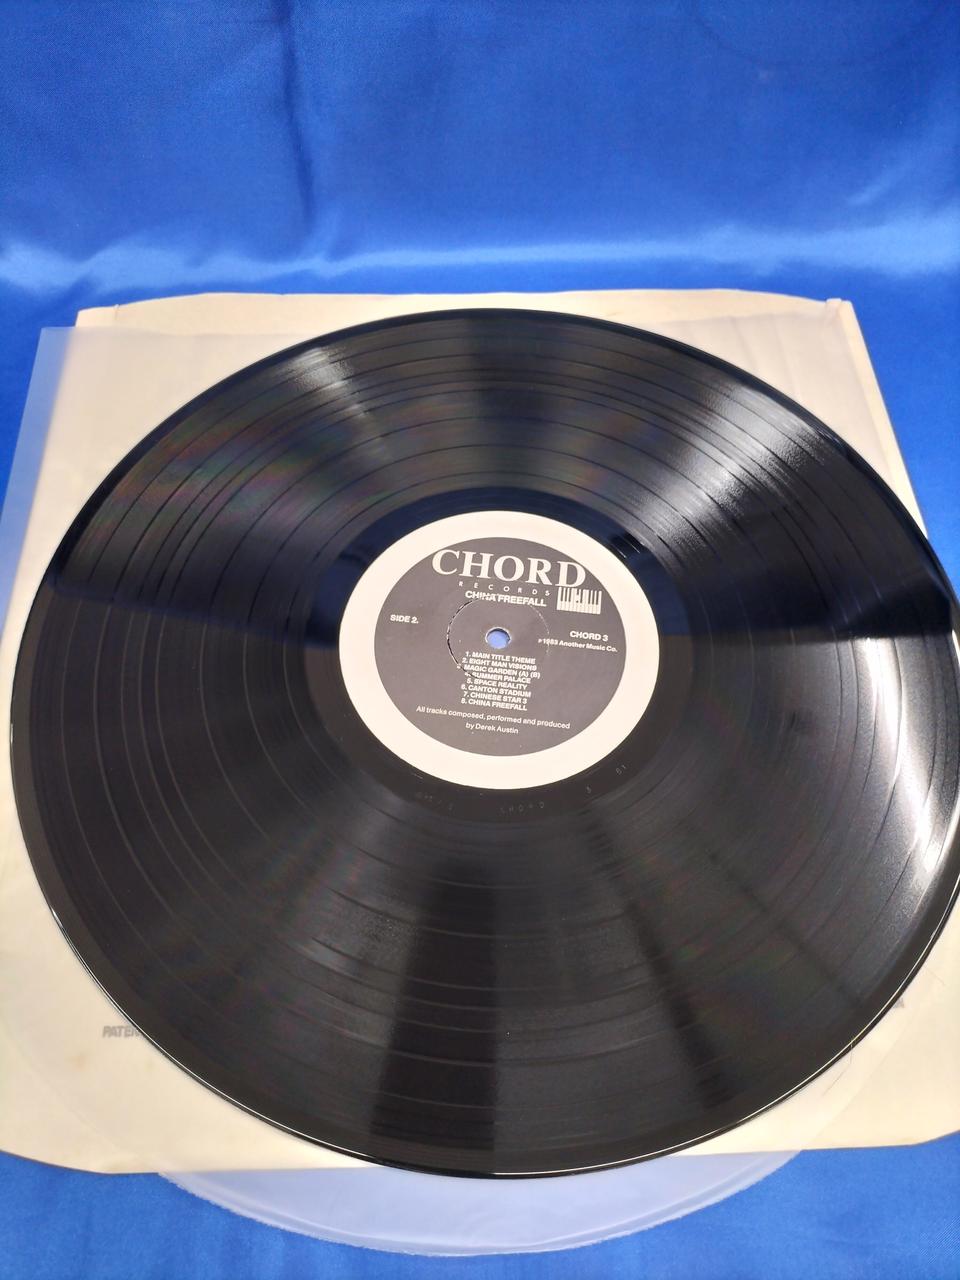 CHORD
RECORDS
CHINA FREEFALL
SIDE 2.
CHORD 3
℗1983 Another Music Co.
1. MAIN TITLE THEME
2. EIGHT MAN VISIONS
MAGIC GARDEN (A) (B)
4. SUMMER PALACE
5. SPACE REALITY
6. CANTON STADIUM
7. CHINESE STAR 3
8. CHINA FREEFALL
All tracks composed, performed and produced
by Derek Austin
CHORD 3 B1